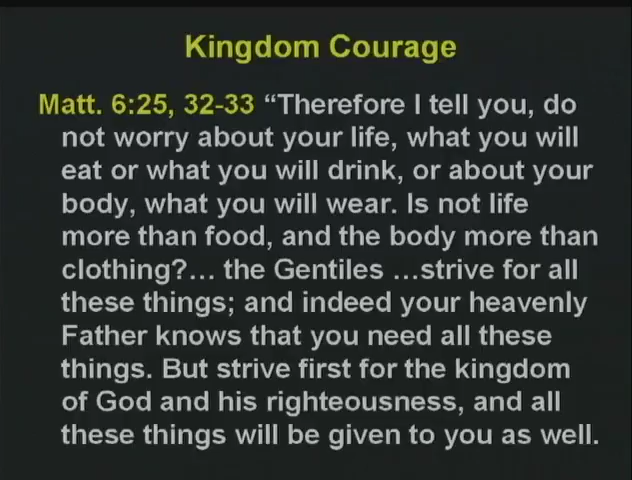 Kingdom Courage
Matt. 6:25, 32-33 “Therefore I tell you, do
not worry about your life, what you will
eat or what you will drink, or about your
body, what you will wear. Is not life
more than food, and the body more than
clothing?… the Gentiles …strive for all
these things; and indeed your heavenly
Father knows that you need all these
things. But strive first for the kingdom
of God and his righteousness, and all
these things will be given to you as well.